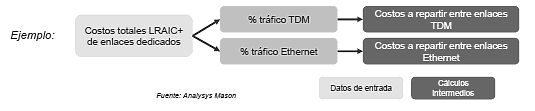 Ejemplo:
Costos totales LRAIC+
de enlaces dedicados
% tráfico TDM
Costos a repartir entre enlaces
TDM
% tráfico Ethernet
Costos a repartir entre enlaces
Ethernet
Fuente: Analysys Mason
Datos de entrada
Cálculos
Intermedios